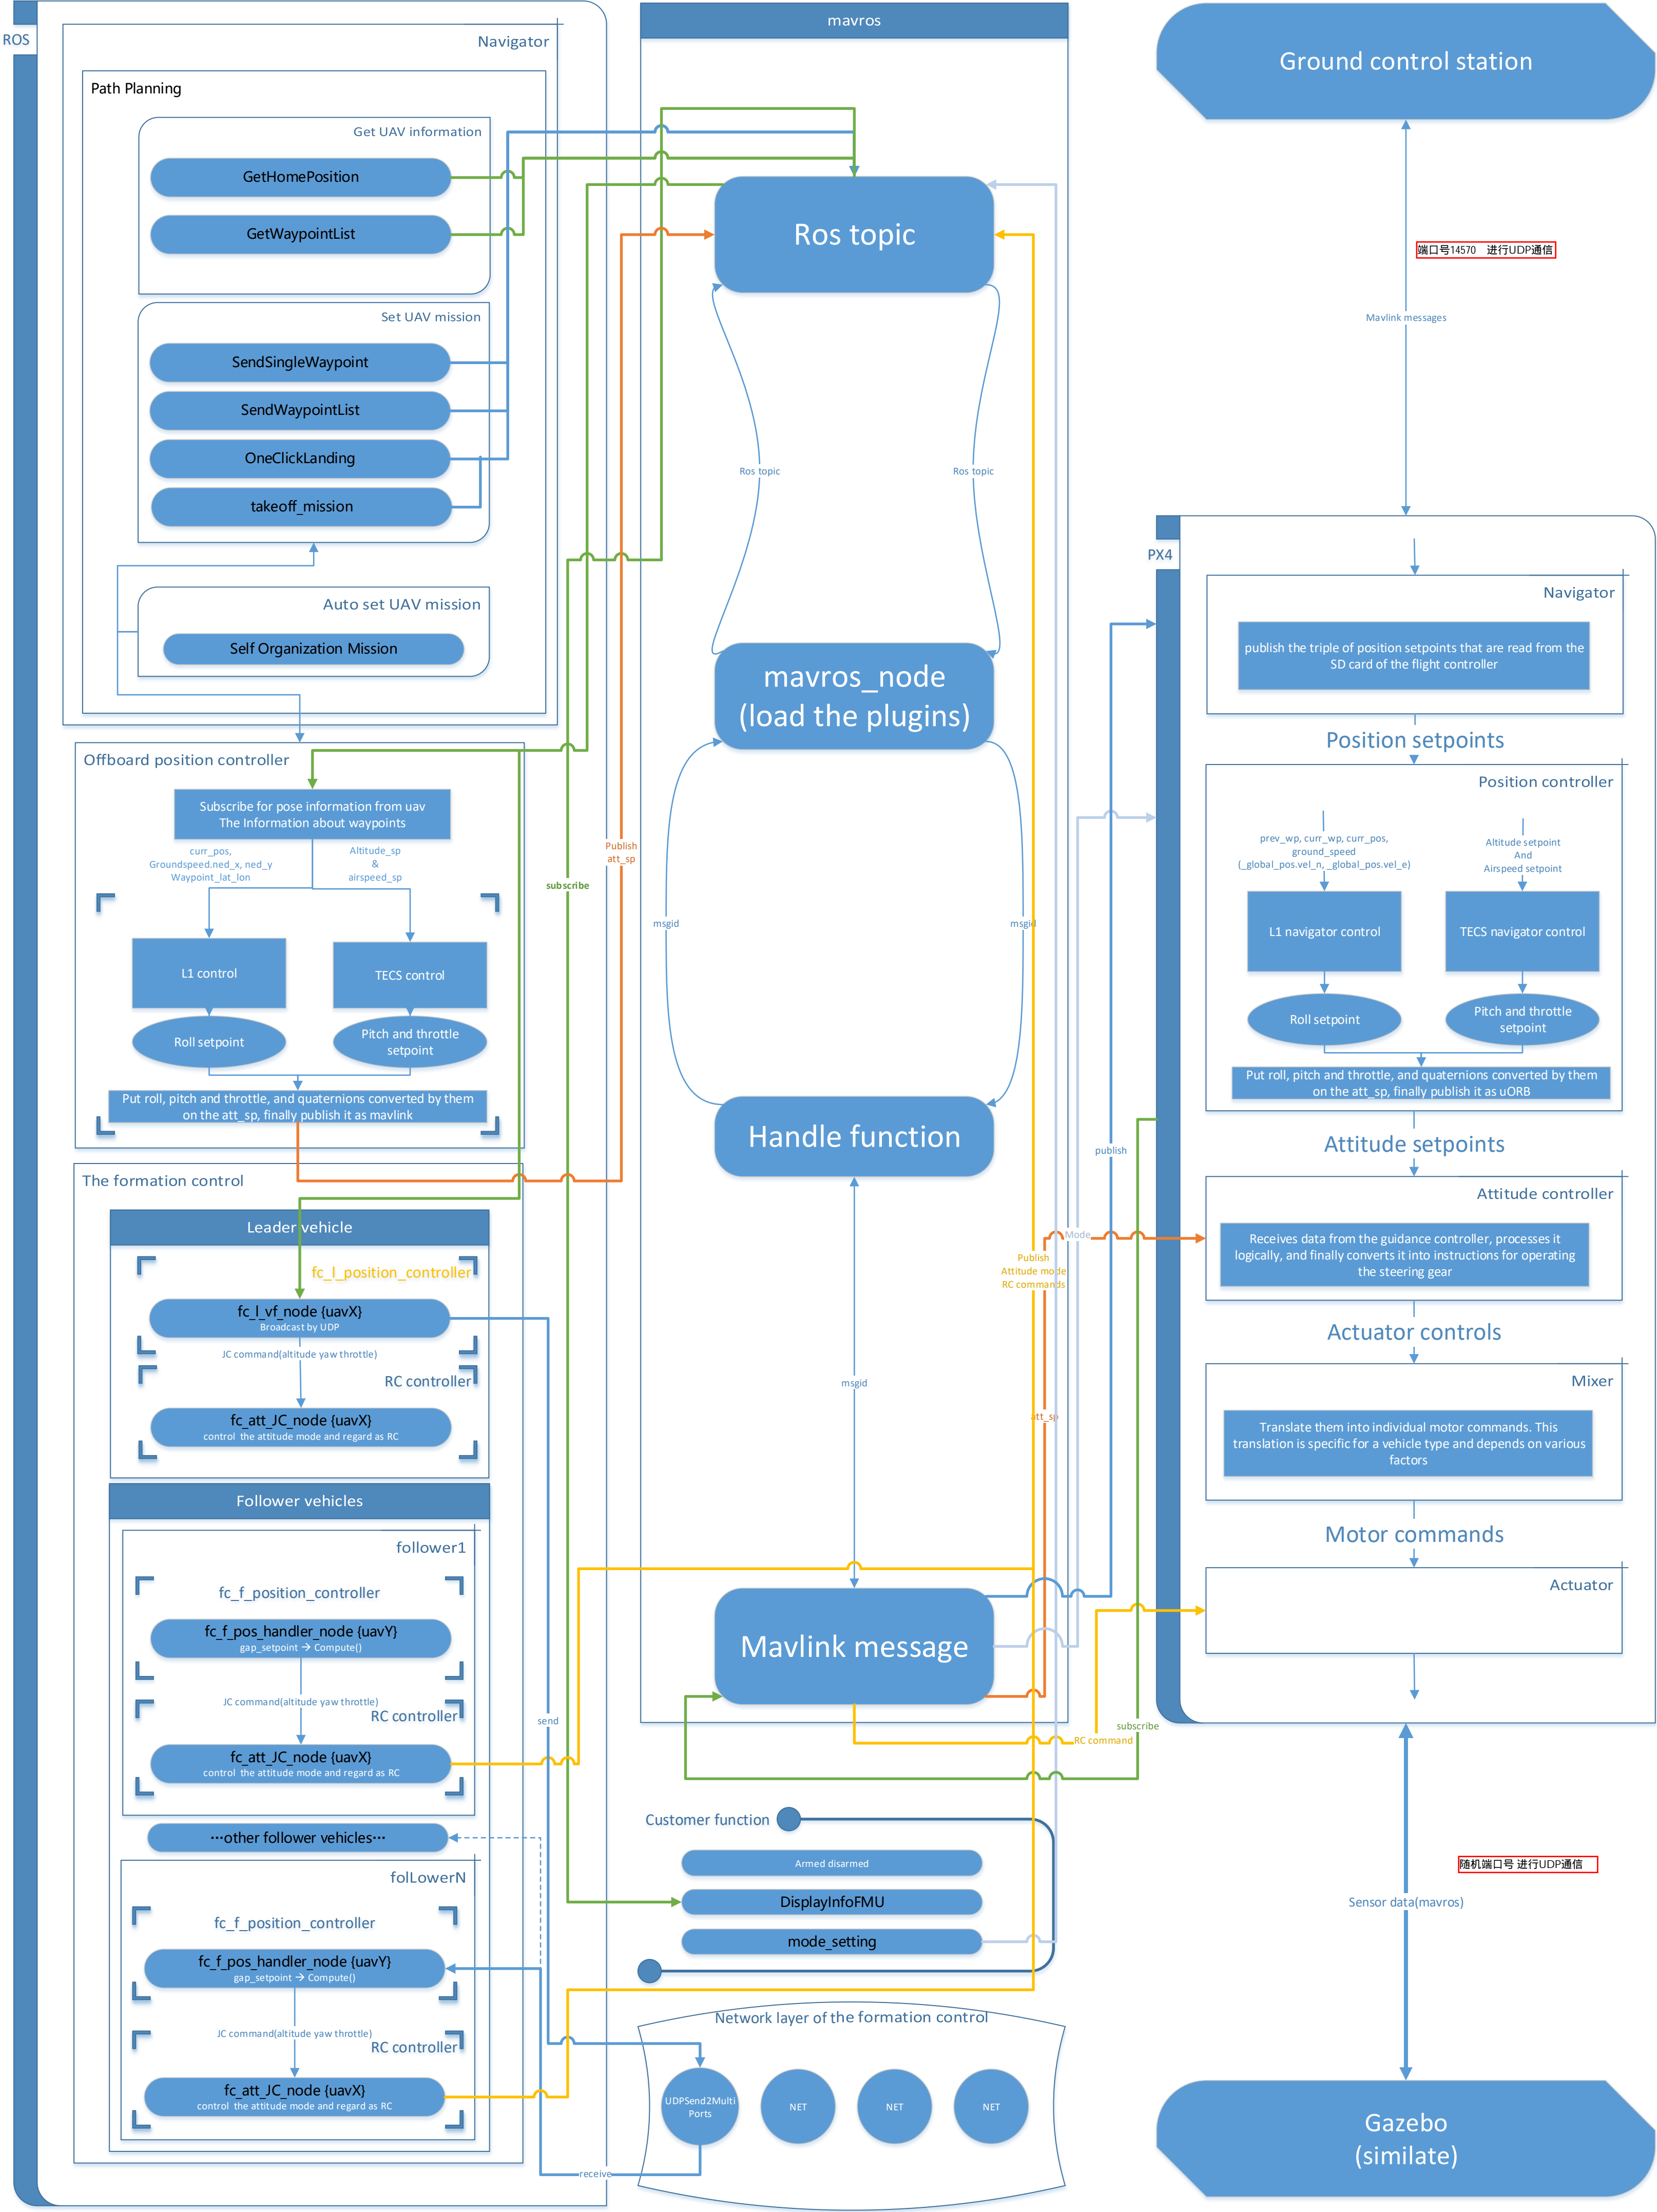 ROS
Navigator
Path Planning
Get UAV information
GetHomePosition
GetWaypointList
Set UAV mission
SendSingleWaypoint
SendWaypointList
OneClickLanding
takeoff_mission
Auto set UAV mission
Self Organization Mission
Offboard position controller
Subscribe for pose information from uav
The Information about waypoints
curr_pos,
Groundspeed.ned_x, ned_y
Waypoint_lat_lon
Altitude_sp
&
airspeed_sp
L1 control
TECS control
Roll setpoint
Pitch and throttle
setpoint
Put roll, pitch and throttle, and quaternions converted by them
on the att_sp, finally publish it as mavlink
The formation control
Leader vehicle
fc_l_position_controller
fc_l_vf_node {uavX}
Broadcast by UDP
JC command(altitude yaw throttle)
RC controller
fc_att_JC_node {uavX}
control  the attitude mode and regard as RC
Follower vehicles
follower1
fc_f_position_controller
fc_f_pos_handler_node {uavY}
gap_setpoint → Compute()
JC command(altitude yaw throttle)
RC controller
fc_att_JC_node {uavX}
control  the attitude mode and regard as RC
···other follower vehicles···
folLowerN
fc_f_position_controller
fc_f_pos_handler_node {uavY}
gap_setpoint → Compute()
JC command(altitude yaw throttle)
RC controller
fc_att_JC_node {uavX}
control  the attitude mode and regard as RC
subscribe
Publish
att_sp
send
receive
mavros
Ros topic
Ros topic
Ros topic
mavros_node
(load the plugins)
msgid
msgid
Handle function
msgid
Mavlink message
Publish
Attitude mode
RC commands
att_sp
Mode
publish
subscribe
RC command
Customer function
Armed disarmed
DisplayInfoFMU
mode_setting
Network layer of the formation control
UDPSend2Multi
Ports
NET
NET
NET
Ground control station
端口号14570　进行UDP通信
Mavlink messages
PX4
Navigator
publish the triple of position setpoints that are read from the
SD card of the flight controller
Position setpoints
Position controller
prev_wp, curr_wp, curr_pos,
ground_speed
(_global_pos.vel_n, _global_pos.vel_e)
Altitude setpoint
And
Airspeed setpoint
L1 navigator control
TECS navigator control
Roll setpoint
Pitch and throttle
setpoint
Put roll, pitch and throttle, and quaternions converted by them
on the att_sp, finally publish it as uORB
Attitude setpoints
Attitude controller
Receives data from the guidance controller, processes it
logically, and finally converts it into instructions for operating
the steering gear
Actuator controls
Mixer
Translate them into individual motor commands. This
translation is specific for a vehicle type and depends on various
factors
Motor commands
Actuator
随机端口号 进行UDP通信
Sensor data(mavros)
Gazebo
(similate)